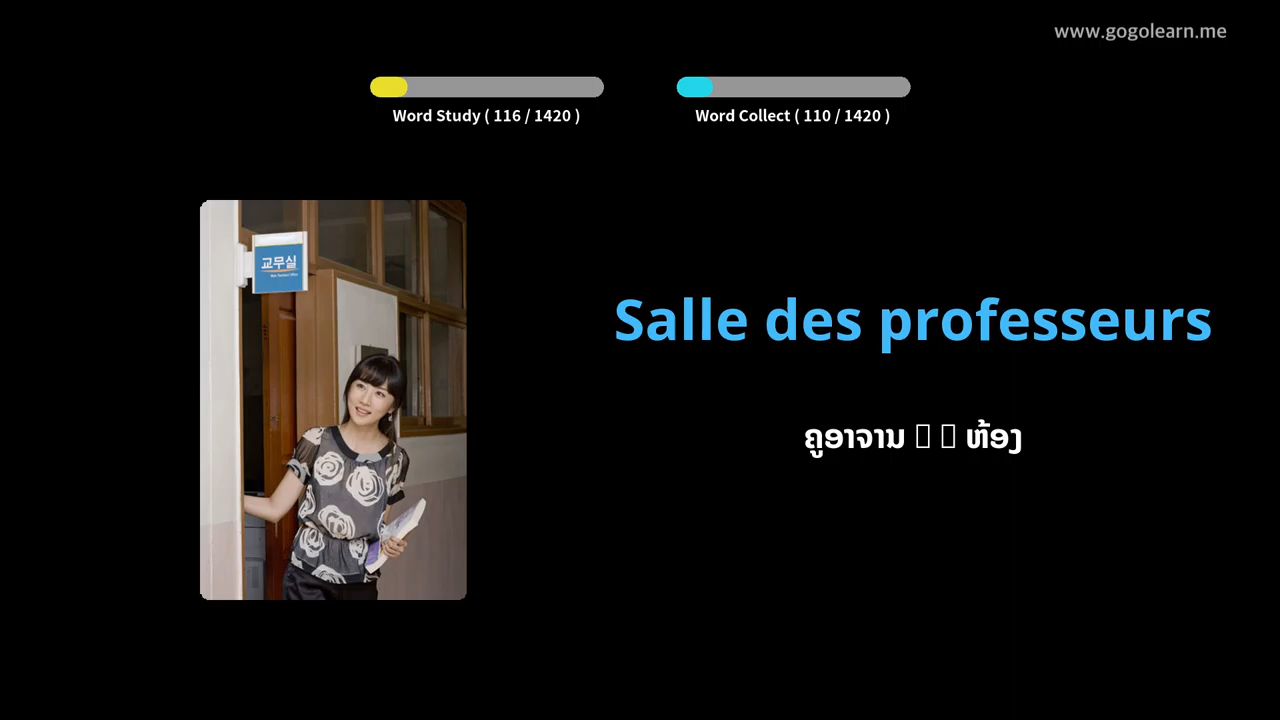 www.gogolearn.me
Word Study ( 116 / 1420 )
Word Collect ( 110 / 1420 )
교무실
Salle des professeurs
ຄູອາຈານ ▯ ▯ ຫ້ອງ